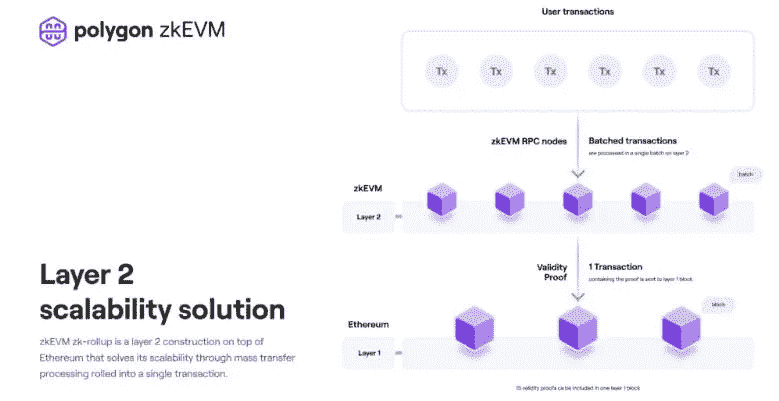 polygon zkEVM
Layer 2
scalability solution
zkEVM zk-rollup is a layer 2 construction on top of
Ethereum that solves its scalability through mass transfer
processing rolled into a single transaction.
User transactions
Tx Tx Tx Tx Tx Tx
zkEVM RPC nodes
Batched transactions
are processed in a single batch on layer 2
batch
zkEVM
Layer 2
Validity
Proof
1 Transaction
containing the proof is sent to layer 1 block
block
Ethereum
Layer 1
15 validity proofs ca be included in one layer 1 block